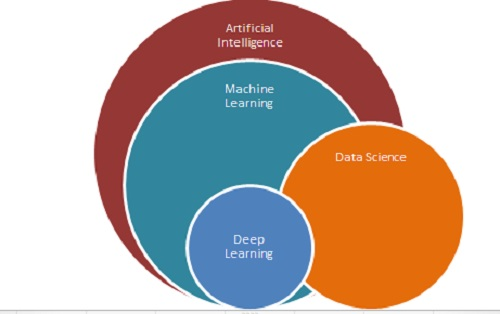 Artificial
Intelligence
Machine
Learning
Data Science
Deep
Learning